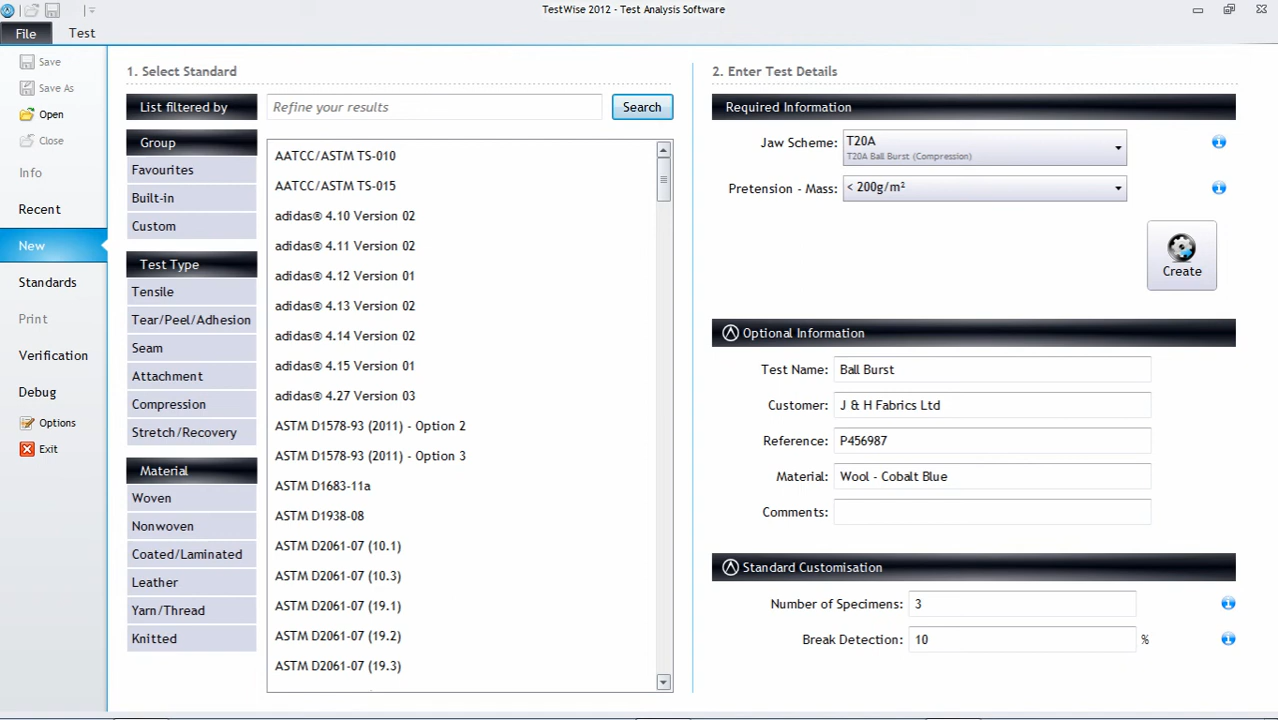 TestWise 2012 - Test Analysis Software
File
Test
Save
Save As
Open
Close
Info
Recent
New
Standards
Print
Verification
Debug
Options
Exit
1. Select Standard
List filtered by
Refine your results
Search
Group
Favourites
Built-in
Custom
Test Type
Tensile
Tear/Peel/Adhesion
Seam
Attachment
Compression
Stretch/Recovery
Material
Woven
Nonwoven
Coated/Laminated
Leather
Yarn/Thread
Knitted
AATCC/ASTM TS-010
AATCC/ASTM TS-015
adidas® 4.10 Version 02
adidas® 4.11 Version 02
adidas® 4.12 Version 01
adidas® 4.13 Version 02
adidas® 4.14 Version 02
adidas® 4.15 Version 01
adidas® 4.27 Version 03
ASTM D1578-93 (2011) - Option 2
ASTM D1578-93 (2011) - Option 3
ASTM D1683-11a
ASTM D1938-08
ASTM D2061-07 (10.1)
ASTM D2061-07 (10.3)
ASTM D2061-07 (19.1)
ASTM D2061-07 (19.2)
ASTM D2061-07 (19.3)
2. Enter Test Details
Required Information
Jaw Scheme: T20A
T20A Ball Burst (Compression)
Pretension - Mass: < 200g/m²
Create
Optional Information
Test Name: Ball Burst
Customer: J & H Fabrics Ltd
Reference: P456987
Material: Wool - Cobalt Blue
Comments:
Standard Customisation
Number of Specimens: 3
Break Detection: 10 %